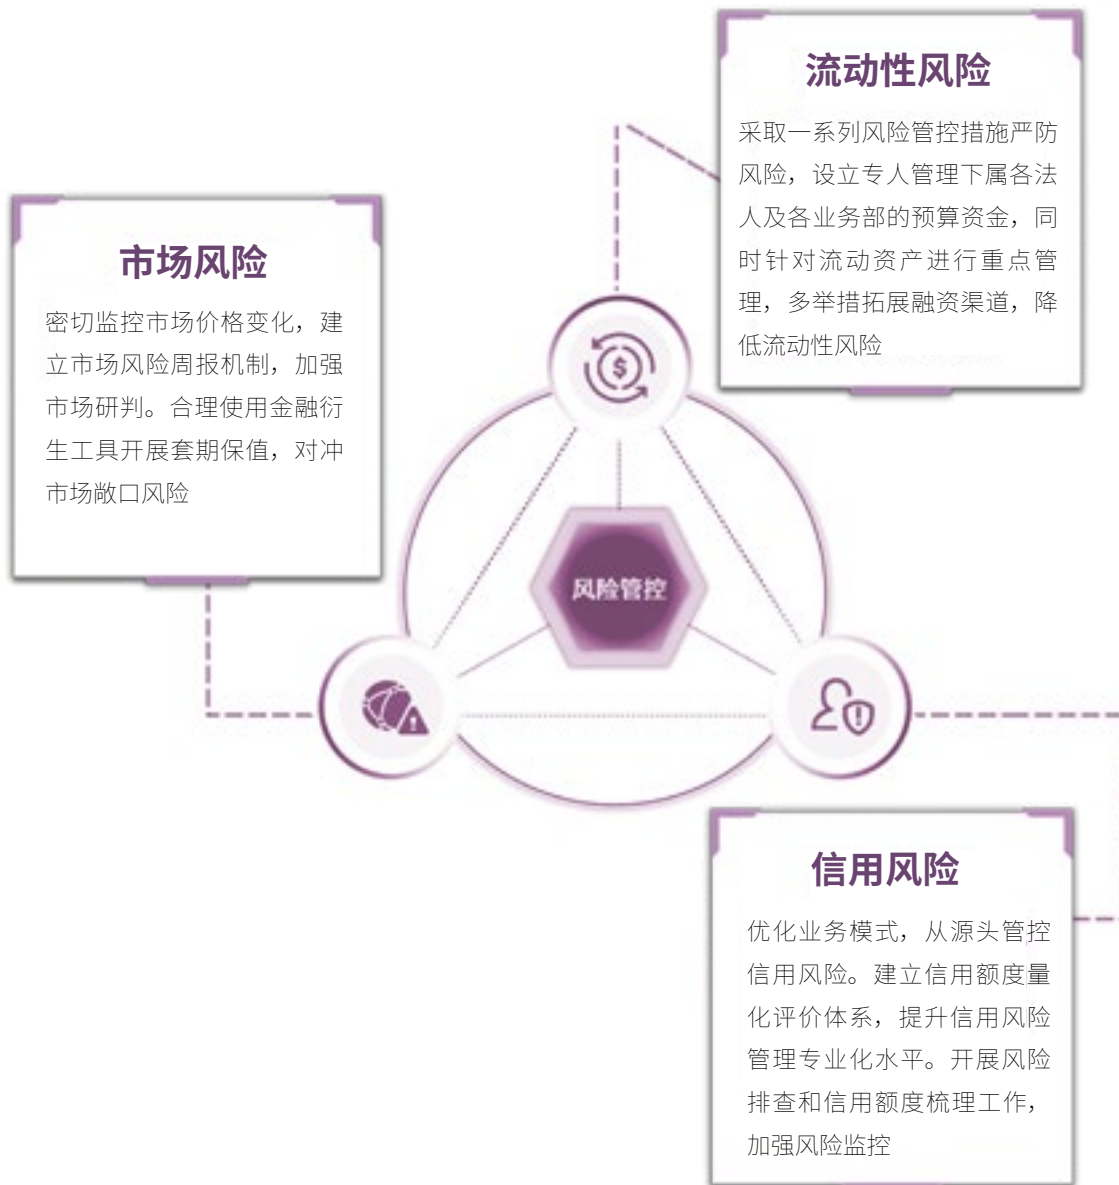 流动性风险
采取一系列风险管控措施严防
风险，设立专人管理下属各法
人及各业务部的预算资金，同
时针对流动资产进行重点管
理，多举措拓展融资渠道，降
低流动性风险
市场风险
密切监控市场价格变化，建
立市场风险周报机制，加强
市场研判。合理使用金融衍
生工具开展套期保值，对冲
市场敞口风险
$
风险管控
信用风险
优化业务模式，从源头管控
信用风险。建立信用额度量
化评价体系，提升信用风险
管理专业化水平。开展风险
排查和信用额度梳理工作，
加强风险监控